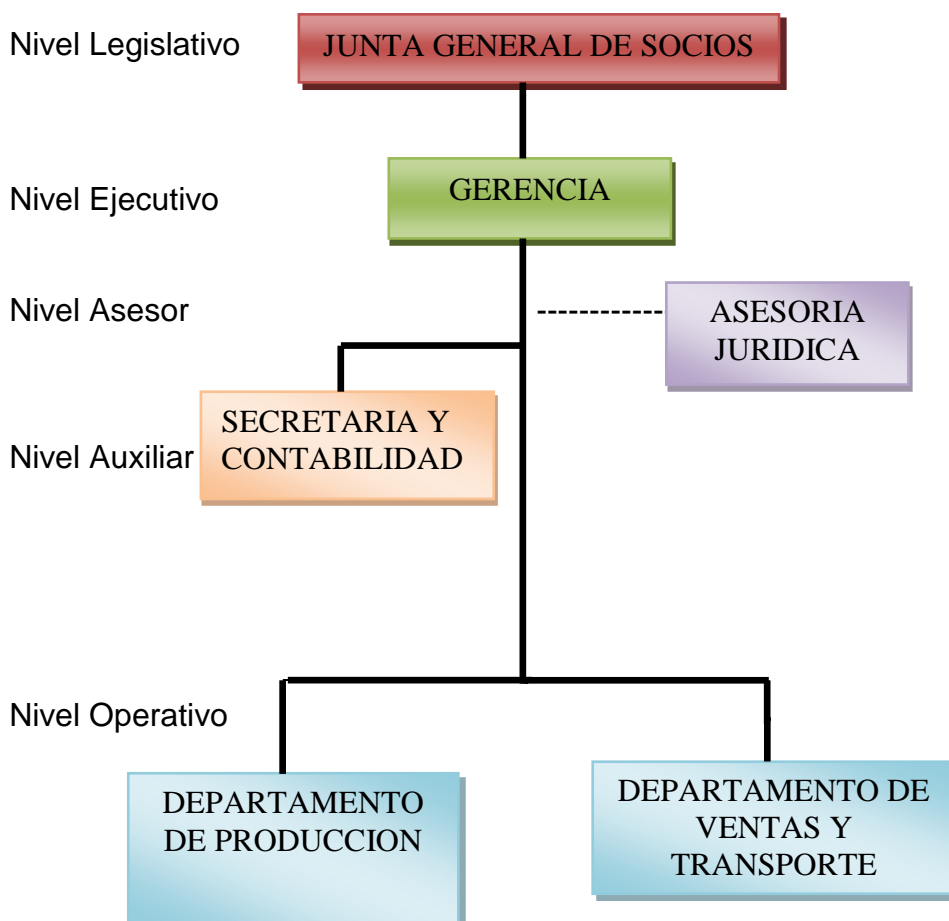 Nivel Legislativo
JUNTA GENERAL DE SOCIOS
Nivel Ejecutivo
GERENCIA
Nivel Asesor
ASESORIA
JURIDICA
Nivel Auxiliar
SECRETARIA Y
CONTABILIDAD
Nivel Operativo
DEPARTAMENTO
DE PRODUCCION
DEPARTAMENTO DE
VENTAS Y
TRANSPORTE